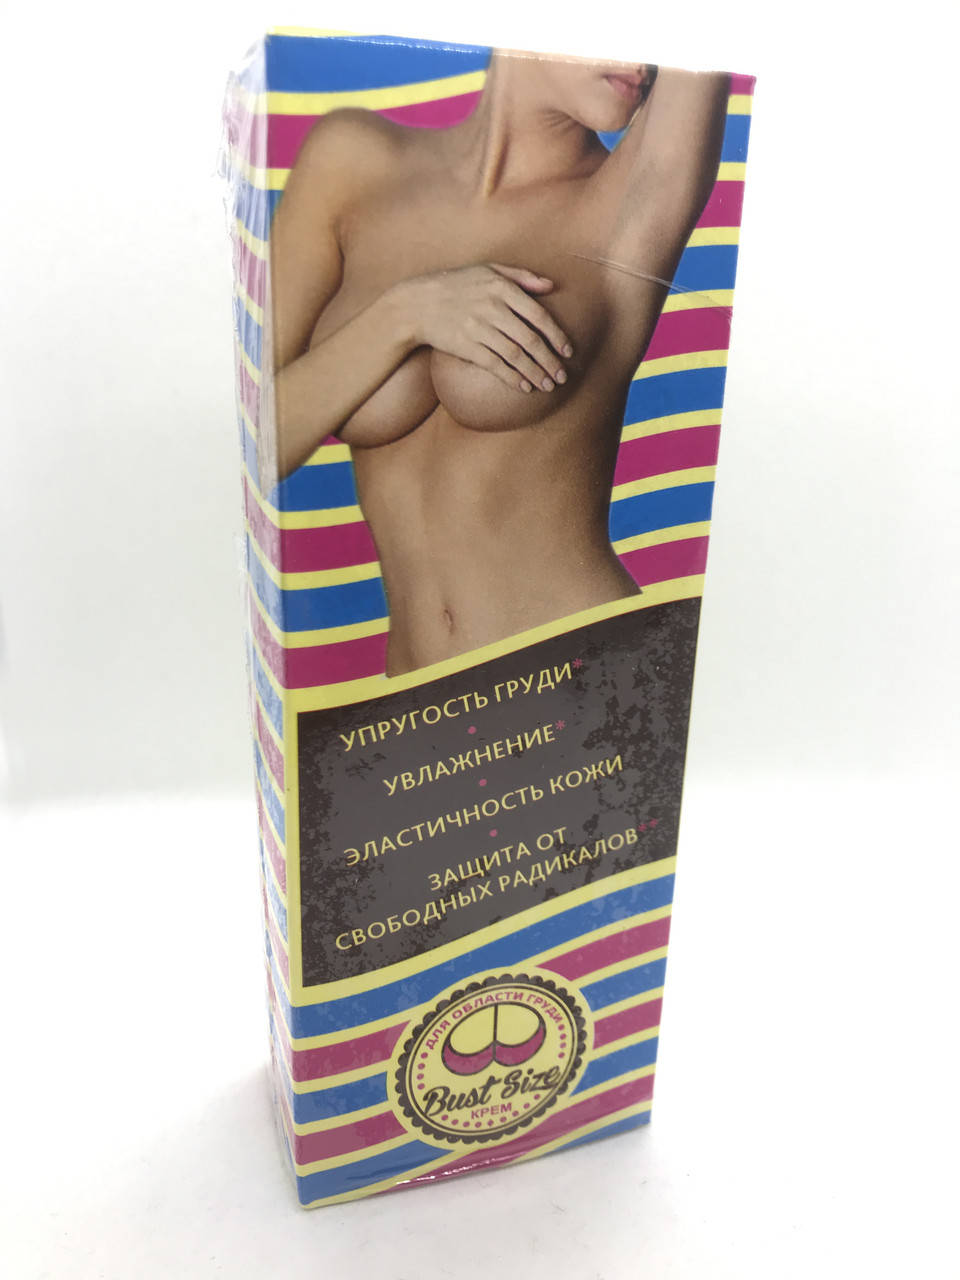 УПРУГОСТЬ ГРУДИ*
•
УВЛАЖНЕНИЕ*
•
ЭЛАСТИЧНОСТЬ КОЖИ
•
ЗАЩИТА ОТ
СВОБОДНЫХ РАДИКАЛОВ**
ДЛЯ ОБЛАСТИ ГРУДИ
Bust Size
КРЕМ